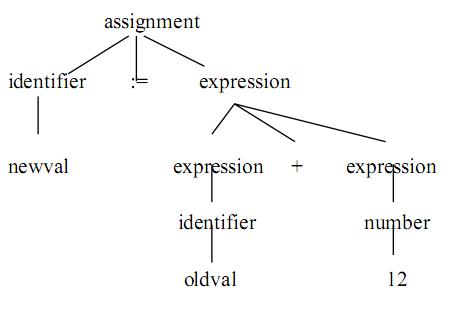 assignment
identifier := expression
newval expression + expression
identifier number
oldval 12